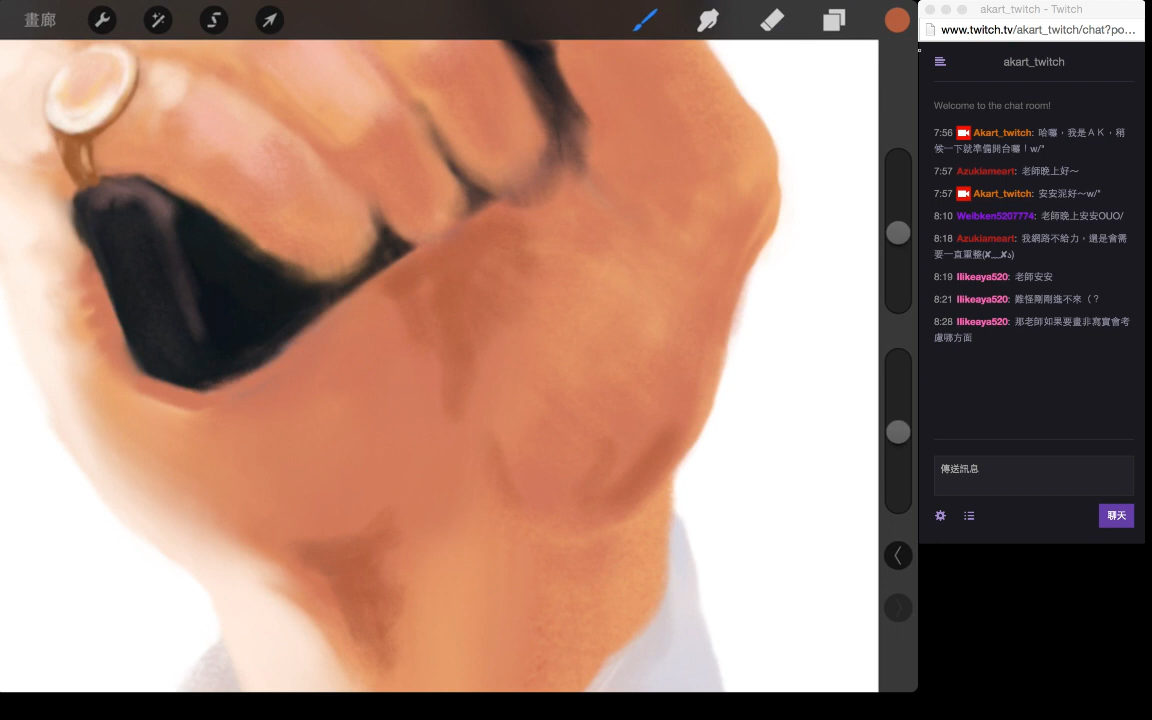 畫廊
akart_twitch - Twitch
www.twitch.tv/akart_twitch/chat?po...
akart_twitch
Welcome to the chat room!
7:56 Akart_twitch: 哈囉，我是ＡＫ，稍
候一下就準備開台囉！w/"
7:57 Azukiameart: 老師晚上好～
7:57 Akart_twitch: 安安泥好～w/"
8:10 Weibken5207774: 老師晚上安安OUO/
8:18 Azukiameart: 我網路不給力，還是會需
要一直重整(✘﹏✘ა)
8:19 Ilikeaya520: 老師安安
8:21 Ilikeaya520: 難怪剛剛進不來（？
8:28 Ilikeaya520: 那老師如果要畫非寫實會考
慮哪方面
傳送訊息
聊天